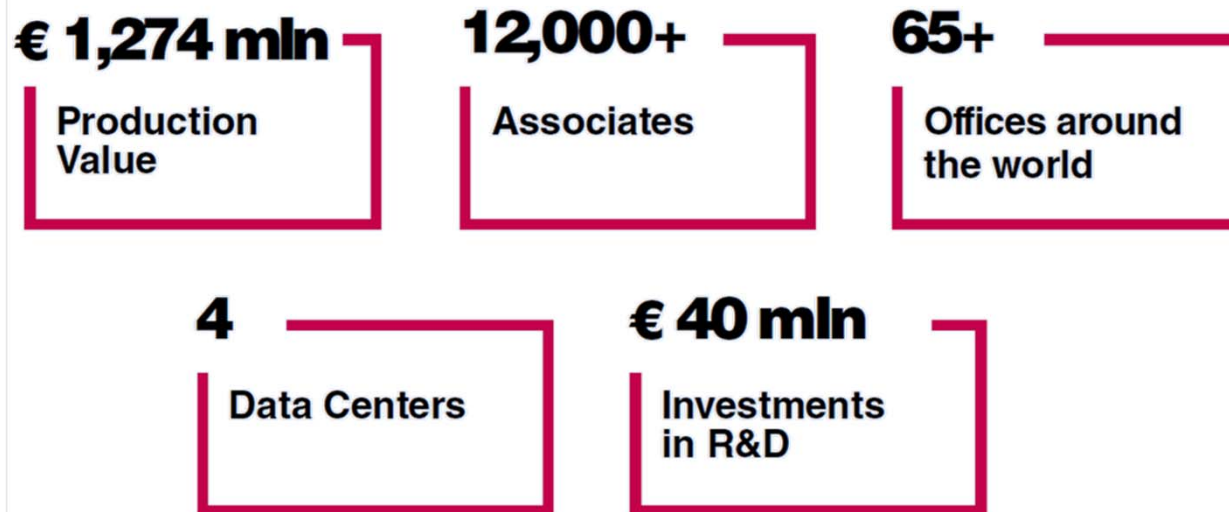 € 1,274 mln
Production
Value
12,000+
Associates
65+
Offices around
the world
4
Data Centers
€ 40 mln
Investments
in R&D